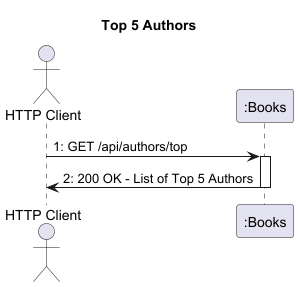 Top 5 Authors
HTTP Client
:Books
1: GET /api/authors/top
2: 200 OK - List of Top 5 Authors
HTTP Client
:Books